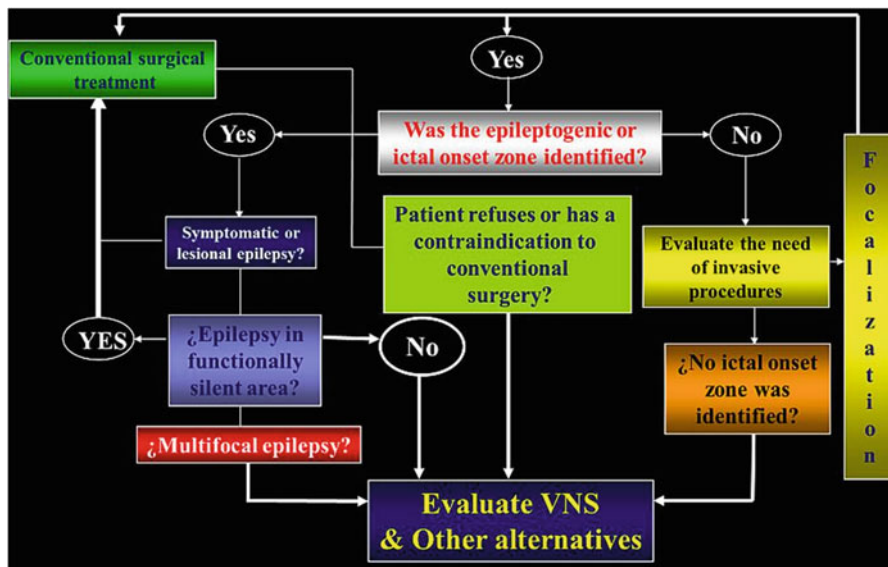 Conventional surgical
treatment
Yes
Yes
Was the epileptogenic or
ictal onset zone identified?
No
Symptomatic or
lesional epilepsy?
Patient refuses or has a
contraindication to
conventional
surgery?
Evaluate the need
of invasive
procedures
Focalization
YES
¿Epilepsy in
functionally
silent area?
No
¿No ictal onset
zone was
identified?
¿Multifocal epilepsy?
Evaluate VNS
& Other alternatives